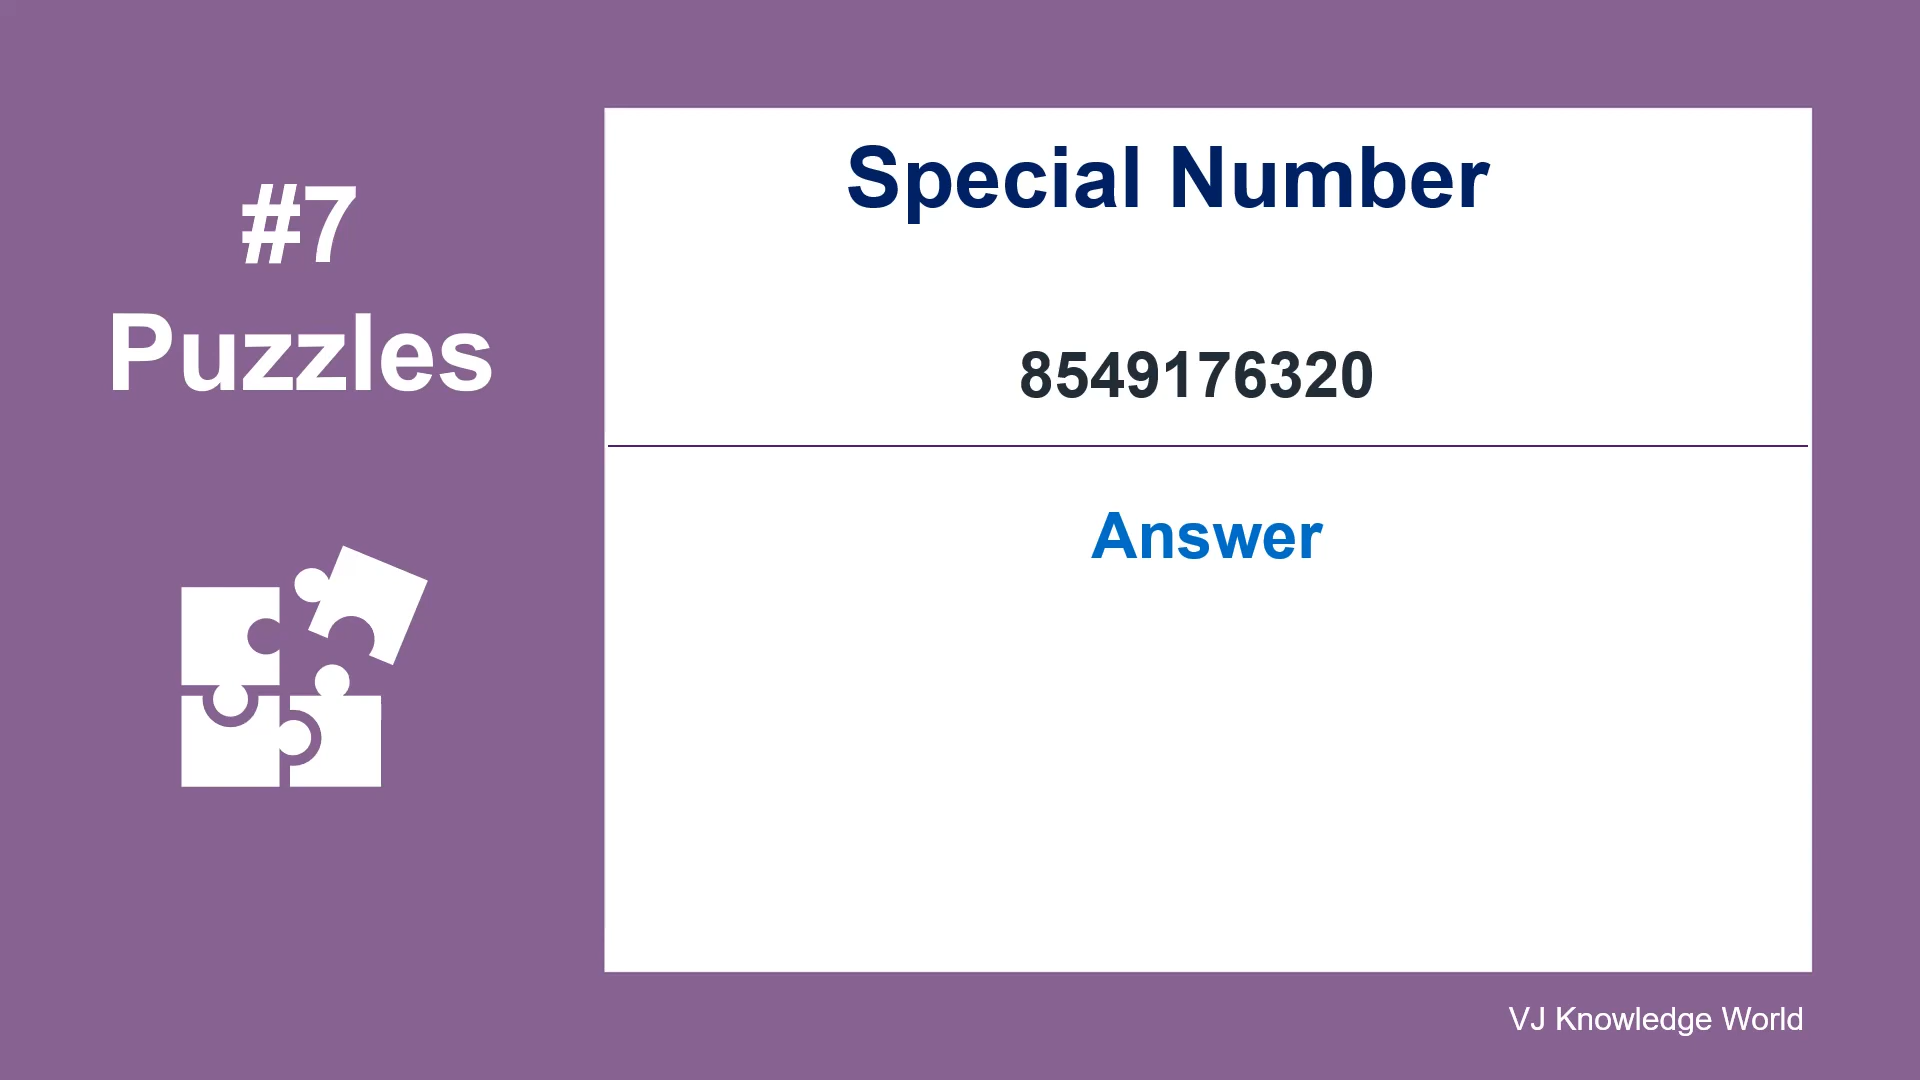 #7
Puzzles
Special Number
8549176320
Answer
VJ Knowledge World